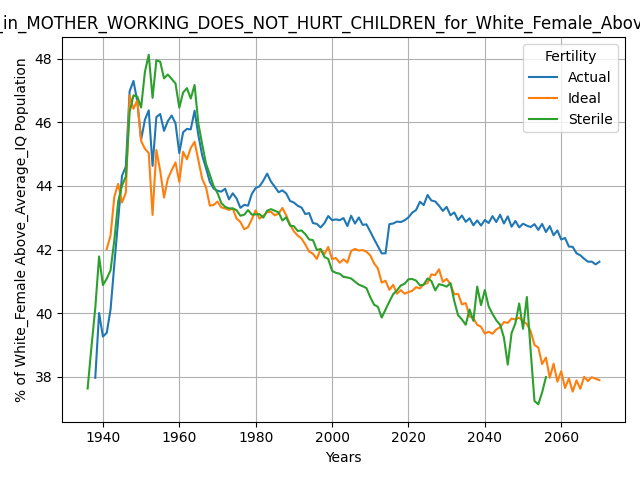 _in_MOTHER_WORKING_DOES_NOT_HURT_CHILDREN_for_White_Female_Abov
% of White_Female Above_Average_IQ Population
48
46
44
42
40
38
Fertility
Actual
Ideal
Sterile
1940 1960 1980 2000 2020 2040 2060
Years